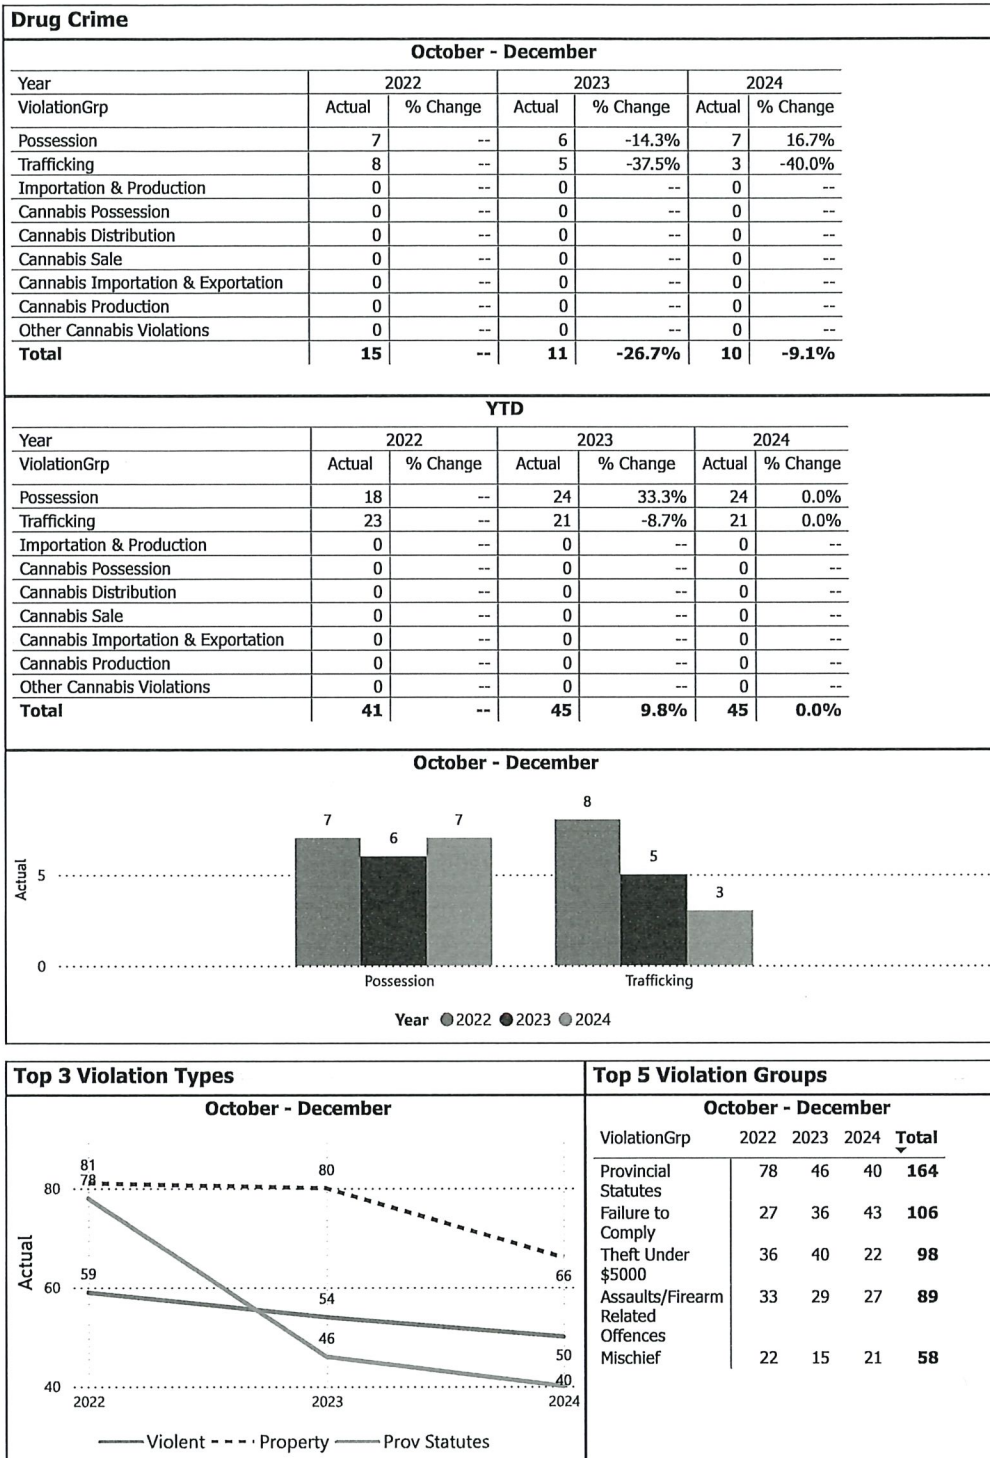 Drug Crime
October - December
Year 2022 2023 2024
ViolationGrp Actual % Change Actual % Change Actual % Change
Possession 7 -- 6 -14.3% 7 16.7%
Trafficking 8 -- 5 -37.5% 3 -40.0%
Importation & Production 0 -- 0 -- 0 --
Cannabis Possession 0 -- 0 -- 0 --
Cannabis Distribution 0 -- 0 -- 0 --
Cannabis Sale 0 -- 0 -- 0 --
Cannabis Importation & Exportation 0 -- 0 -- 0 --
Cannabis Production 0 -- 0 -- 0 --
Other Cannabis Violations 0 -- 0 -- 0 --
Total 15 -- 11 -26.7% 10 -9.1%
YTD
Year 2022 2023 2024
ViolationGrp Actual % Change Actual % Change Actual % Change
Possession 18 -- 24 33.3% 24 0.0%
Trafficking 23 -- 21 -8.7% 21 0.0%
Importation & Production 0 -- 0 -- 0 --
Cannabis Possession 0 -- 0 -- 0 --
Cannabis Distribution 0 -- 0 -- 0 --
Cannabis Sale 0 -- 0 -- 0 --
Cannabis Importation & Exportation 0 -- 0 -- 0 --
Cannabis Production 0 -- 0 -- 0 --
Other Cannabis Violations 0 -- 0 -- 0 --
Total 41 -- 45 9.8% 45 0.0%
October - December
8
7 6 7
5
3
Actual
5
0
Possession Trafficking
Year 2022 2023 2024
Top 3 Violation Types
October - December
81
78
80
80
59
Actual
60
54
66
46
50
40
40
2022 2023 2024
Violent Property Prov Statutes
Top 5 Violation Groups
October - December
ViolationGrp 2022 2023 2024 Total
Provincial 78 46 40 164
Statutes
Failure to 27 36 43 106
Comply
Theft Under 36 40 22 98
$5000
Assaults/Firearm 33 29 27 89
Related
Offences
Mischief 22 15 21 58